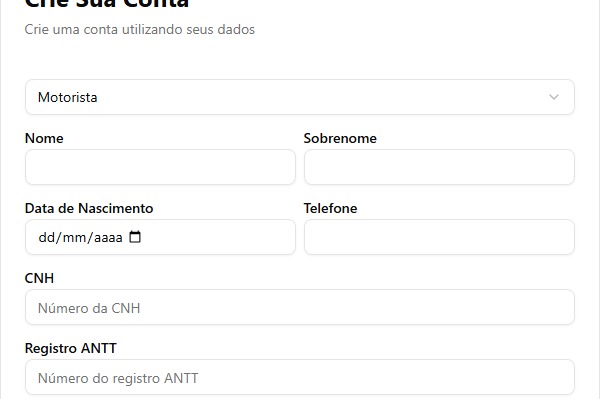 Crie Sua Conta
Crie uma conta utilizando seus dados
Motorista
Nome
Sobrenome
Data de Nascimento
Telefone
dd/mm/aaaa
CNH
Número da CNH
Registro ANTT
Número do registro ANTT